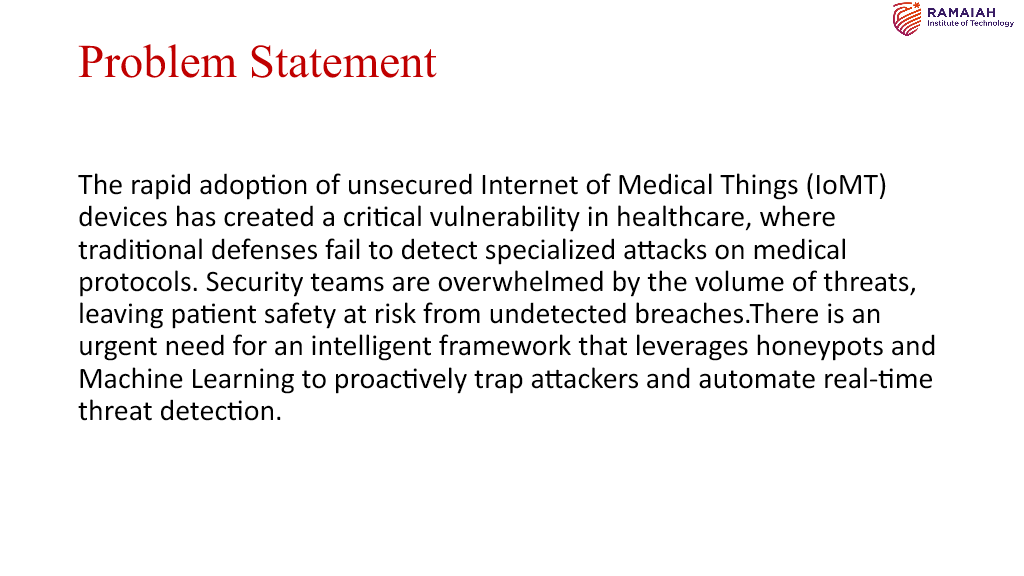 RAMAIAH
Institute of Technology
Problem Statement
The rapid adoption of unsecured Internet of Medical Things (IoMT)
devices has created a critical vulnerability in healthcare, where
traditional defenses fail to detect specialized attacks on medical
protocols. Security teams are overwhelmed by the volume of threats,
leaving patient safety at risk from undetected breaches.There is an
urgent need for an intelligent framework that leverages honeypots and
Machine Learning to proactively trap attackers and automate real-time
threat detection.